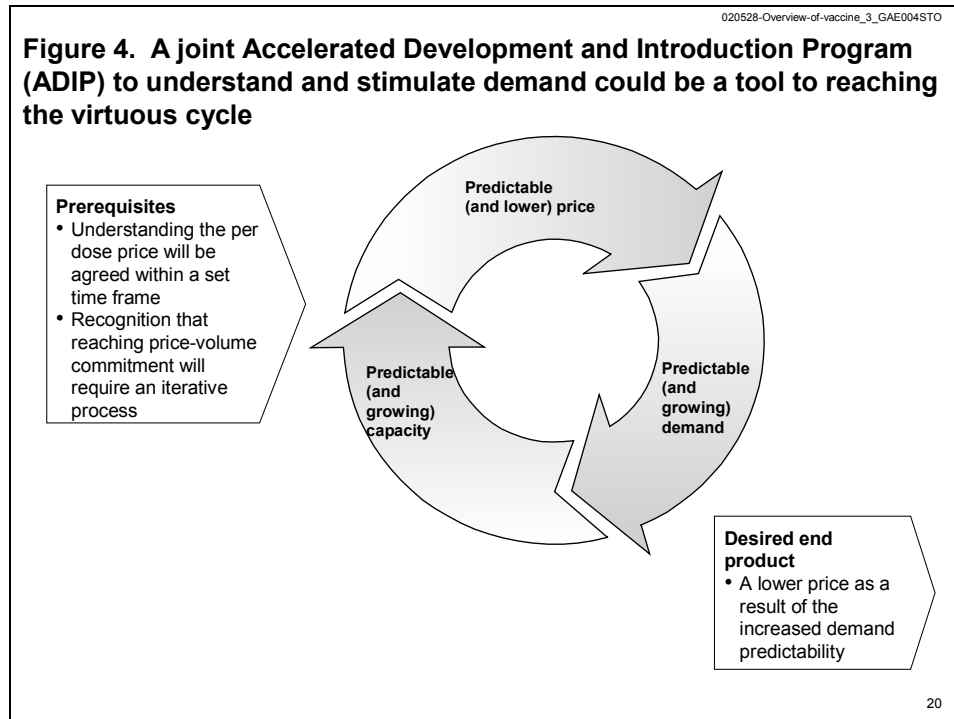 020528-Overview-of-vaccine_3_GAE004STO
Figure 4.  A joint Accelerated Development and Introduction Program
(ADIP) to understand and stimulate demand could be a tool to reaching
the virtuous cycle
Prerequisites
• Understanding the per
dose price will be
agreed within a set
time frame
• Recognition that
reaching price-volume
commitment will
require an iterative
process
Predictable
(and lower) price
Predictable
(and
growing)
demand
Predictable
(and
growing)
capacity
Desired end
product
• A lower price as a
result of the
increased demand
predictability
20